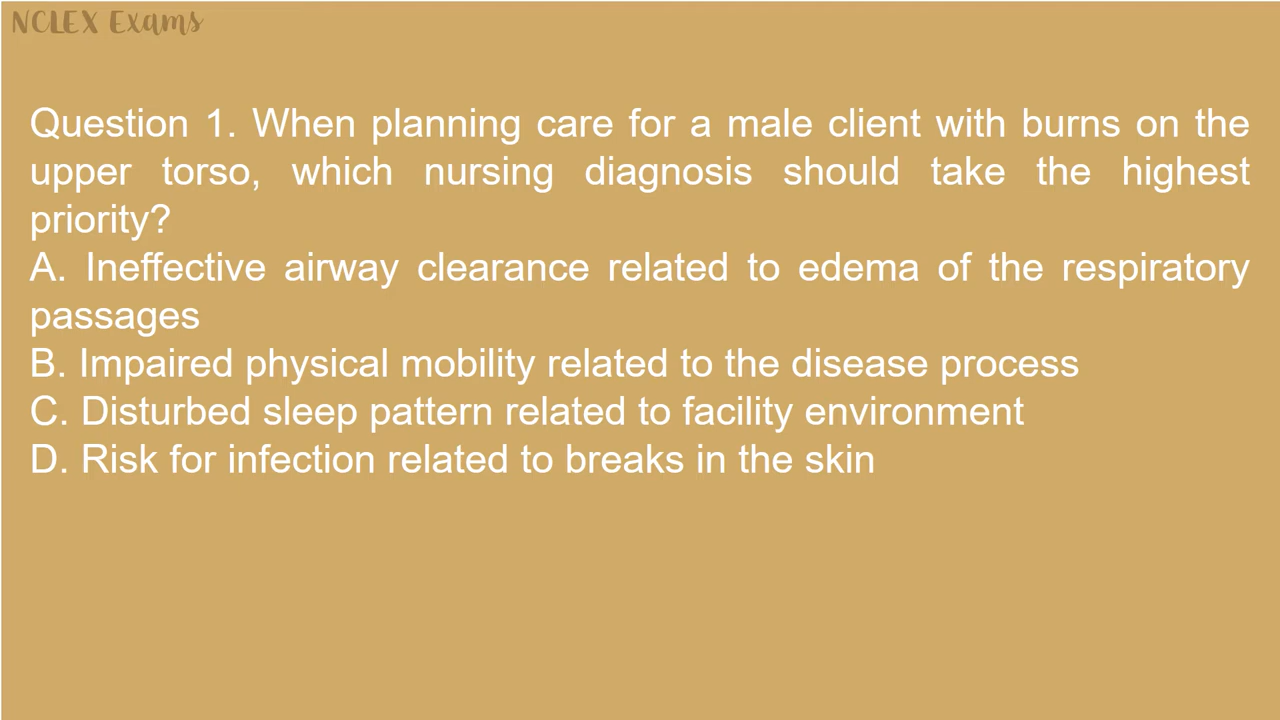 NCLEX Exams
Question 1. When planning care for a male client with burns on the
upper torso, which nursing diagnosis should take the highest
priority?
A. Ineffective airway clearance related to edema of the respiratory
passages
B. Impaired physical mobility related to the disease process
C. Disturbed sleep pattern related to facility environment
D. Risk for infection related to breaks in the skin